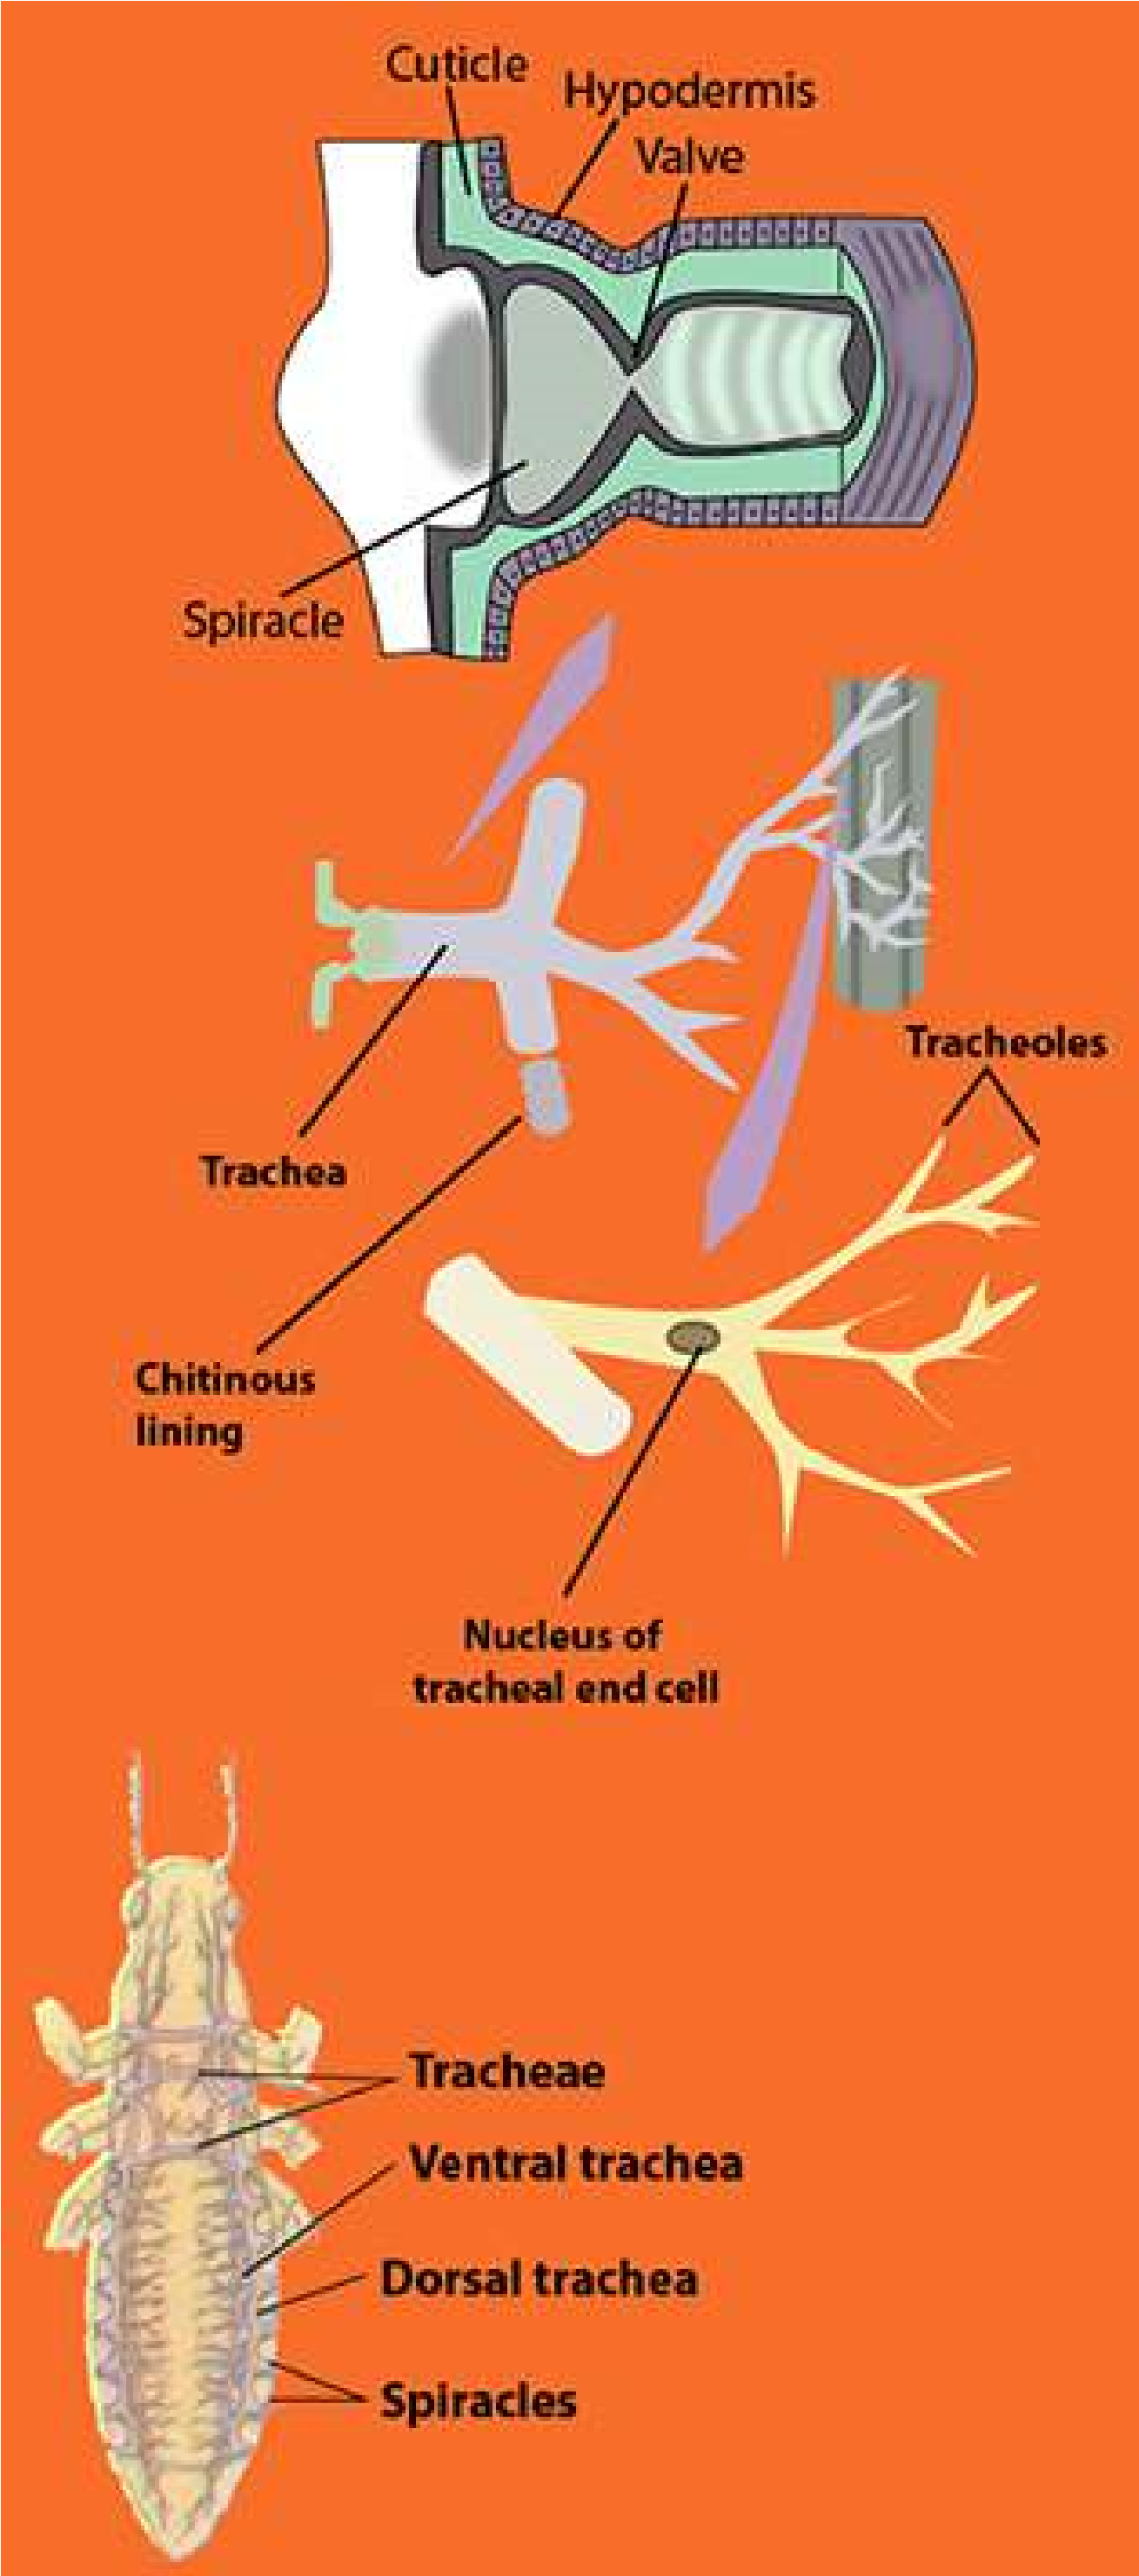 Cuticle
Hypodermis
Valve
Spiracle
Tracheoles
Trachea
Chitinous
lining
Nucleus of
tracheal end cell
Tracheae
Ventral trachea
Dorsal trachea
Spiracles